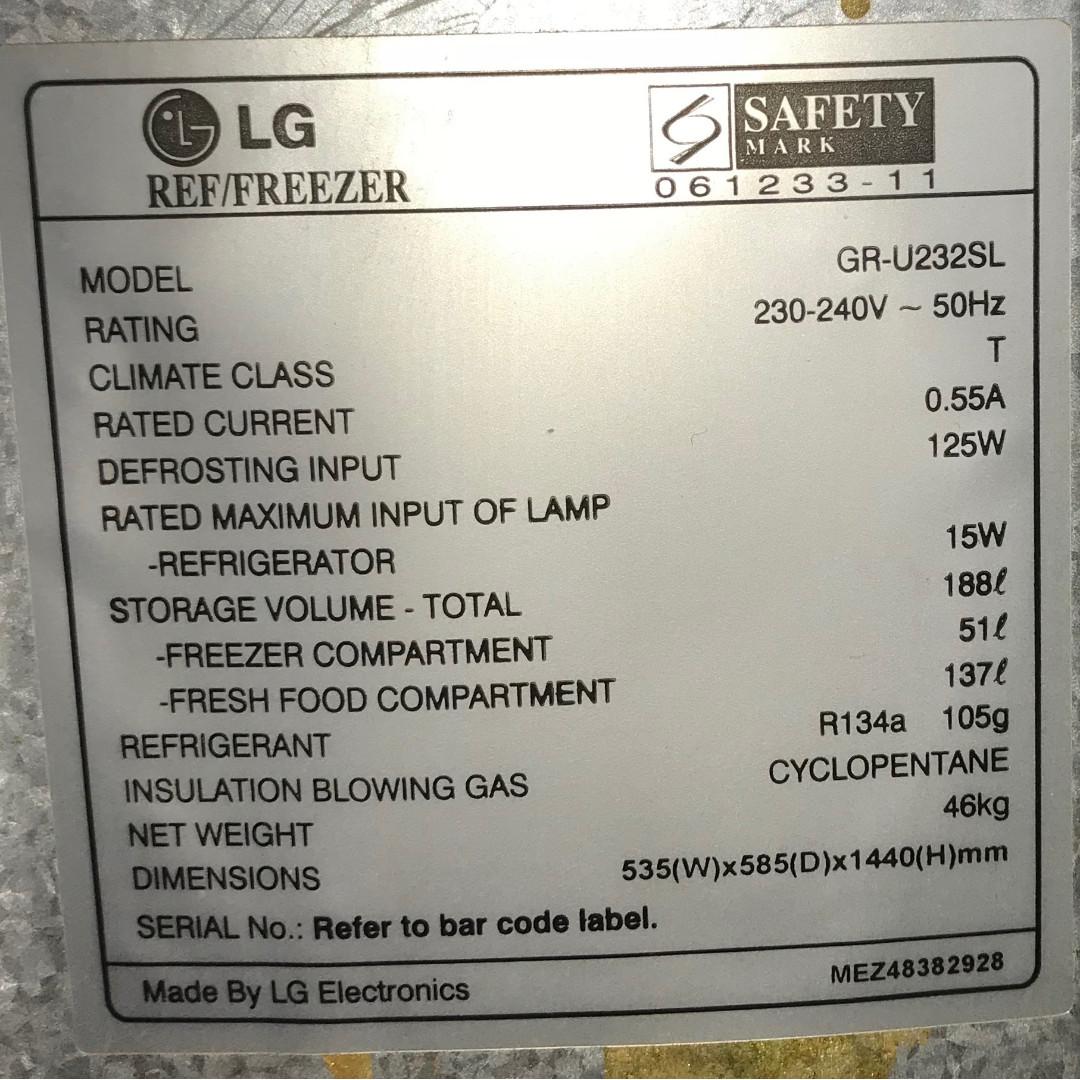 LG
SAFETY
MARK
REF/FREEZER
061233-11
MODEL GR-U232SL
RATING 230-240V ~ 50Hz
CLIMATE CLASS T
RATED CURRENT 0.55A
DEFROSTING INPUT 125W
RATED MAXIMUM INPUT OF LAMP
-REFRIGERATOR 15W
STORAGE VOLUME - TOTAL 188ℓ
-FREEZER COMPARTMENT 51ℓ
-FRESH FOOD COMPARTMENT 137ℓ
REFRIGERANT R134a 105g
INSULATION BLOWING GAS CYCLOPENTANE
NET WEIGHT 46kg
DIMENSIONS 535(W)x585(D)x1440(H)mm
SERIAL No.: Refer to bar code label.
Made By LG Electronics MEZ48382928